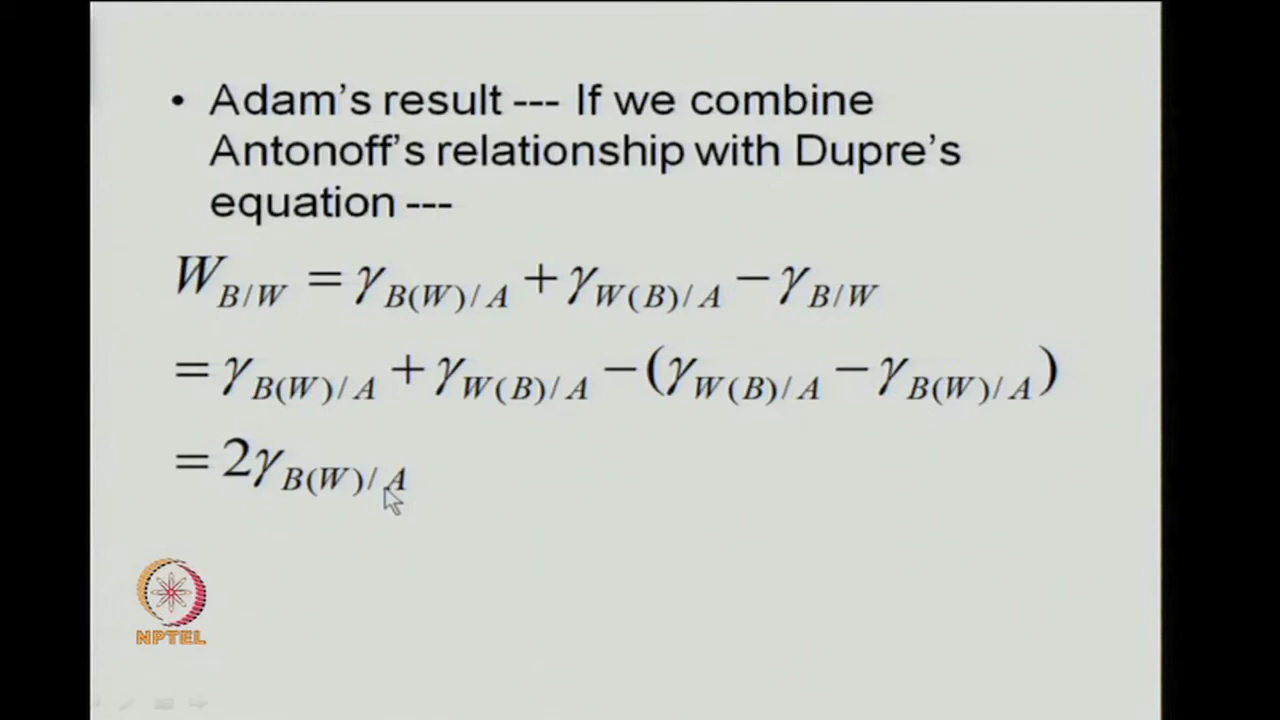 • Adam's result --- If we combine
Antonoff's relationship with Dupre's
equation ---
W_{B/W} = γ_{B(W)/A} + γ_{W(B)/A} − γ_{B/W}
= γ_{B(W)/A} + γ_{W(B)/A} − (γ_{W(B)/A} − γ_{B(W)/A})
= 2γ_{B(W)/A}
NPTEL